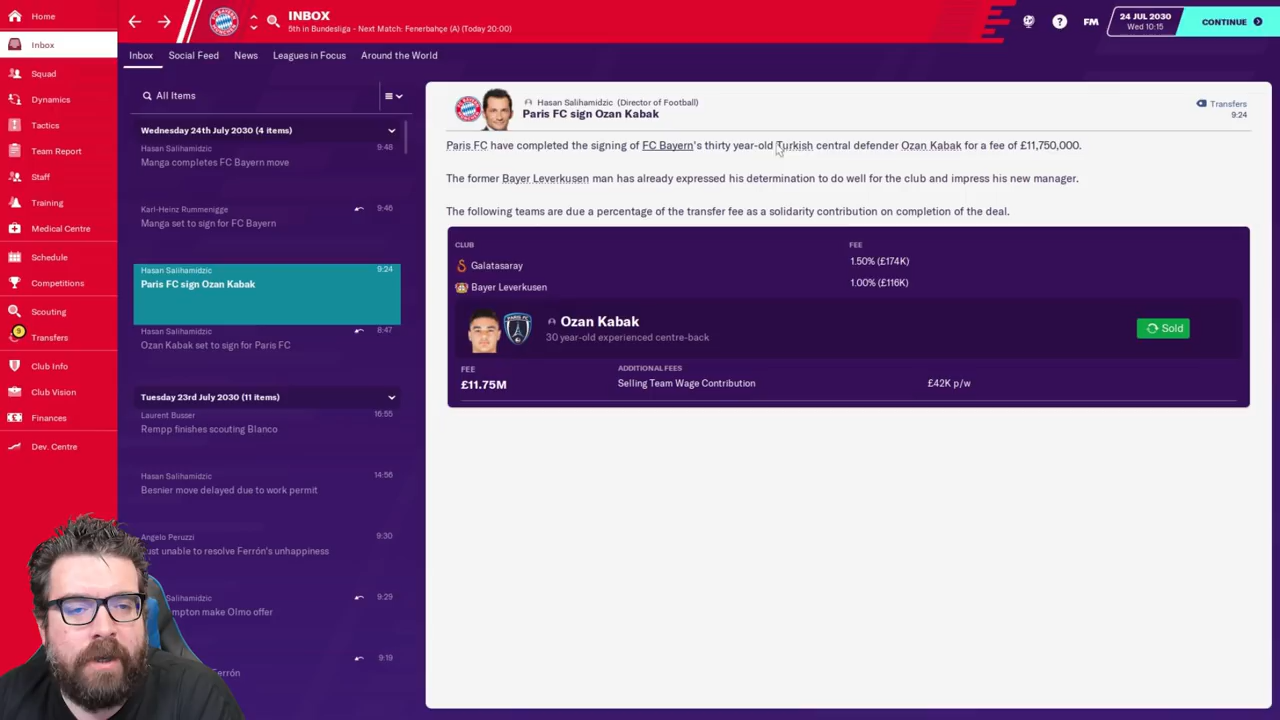 Home
Inbox
Squad
Dynamics
Tactics
Team Report
Staff
Training
Medical Centre
Schedule
Competitions
Scouting
9
Transfers
Club Info
Club Vision
Finances
Dev. Centre
INBOX
5th in Bundesliga - Next Match: Fenerbahçe (A) (Today 20:00)
FM
24 JUL 2030
Wed 10:15
CONTINUE
Inbox
Social Feed
News
Leagues in Focus
Around the World
All Items
Wednesday 24th July 2030 (4 items)
Hasan Salihamidzic 9:48
Manga completes FC Bayern move
Karl-Heinz Rummenigge 9:46
Manga set to sign for FC Bayern
Hasan Salihamidzic 9:24
Paris FC sign Ozan Kabak
Hasan Salihamidzic 8:47
Ozan Kabak set to sign for Paris FC
Tuesday 23rd July 2030 (11 items)
Laurent Busser 16:55
Rempp finishes scouting Blanco
Hasan Salihamidzic 14:56
Besnier move delayed due to work permit
Angelo Peruzzi 9:30
ust unable to resolve Ferrón's unhappiness
Salihamidzic 9:29
mpton make Olmo offer
9:19
Ferrón
Hasan Salihamidzic (Director of Football)
Paris FC sign Ozan Kabak
Transfers
9:24
Paris FC have completed the signing of FC Bayern's thirty year-old Turkish central defender Ozan Kabak for a fee of £11,750,000.
The former Bayer Leverkusen man has already expressed his determination to do well for the club and impress his new manager.
The following teams are due a percentage of the transfer fee as a solidarity contribution on completion of the deal.
CLUB FEE
Galatasaray 1.50% (£174K)
Bayer Leverkusen 1.00% (£116K)
PARIS FC
Ozan Kabak
30 year-old experienced centre-back
Sold
FEE ADDITIONAL FEES
£11.75M Selling Team Wage Contribution £42K p/w